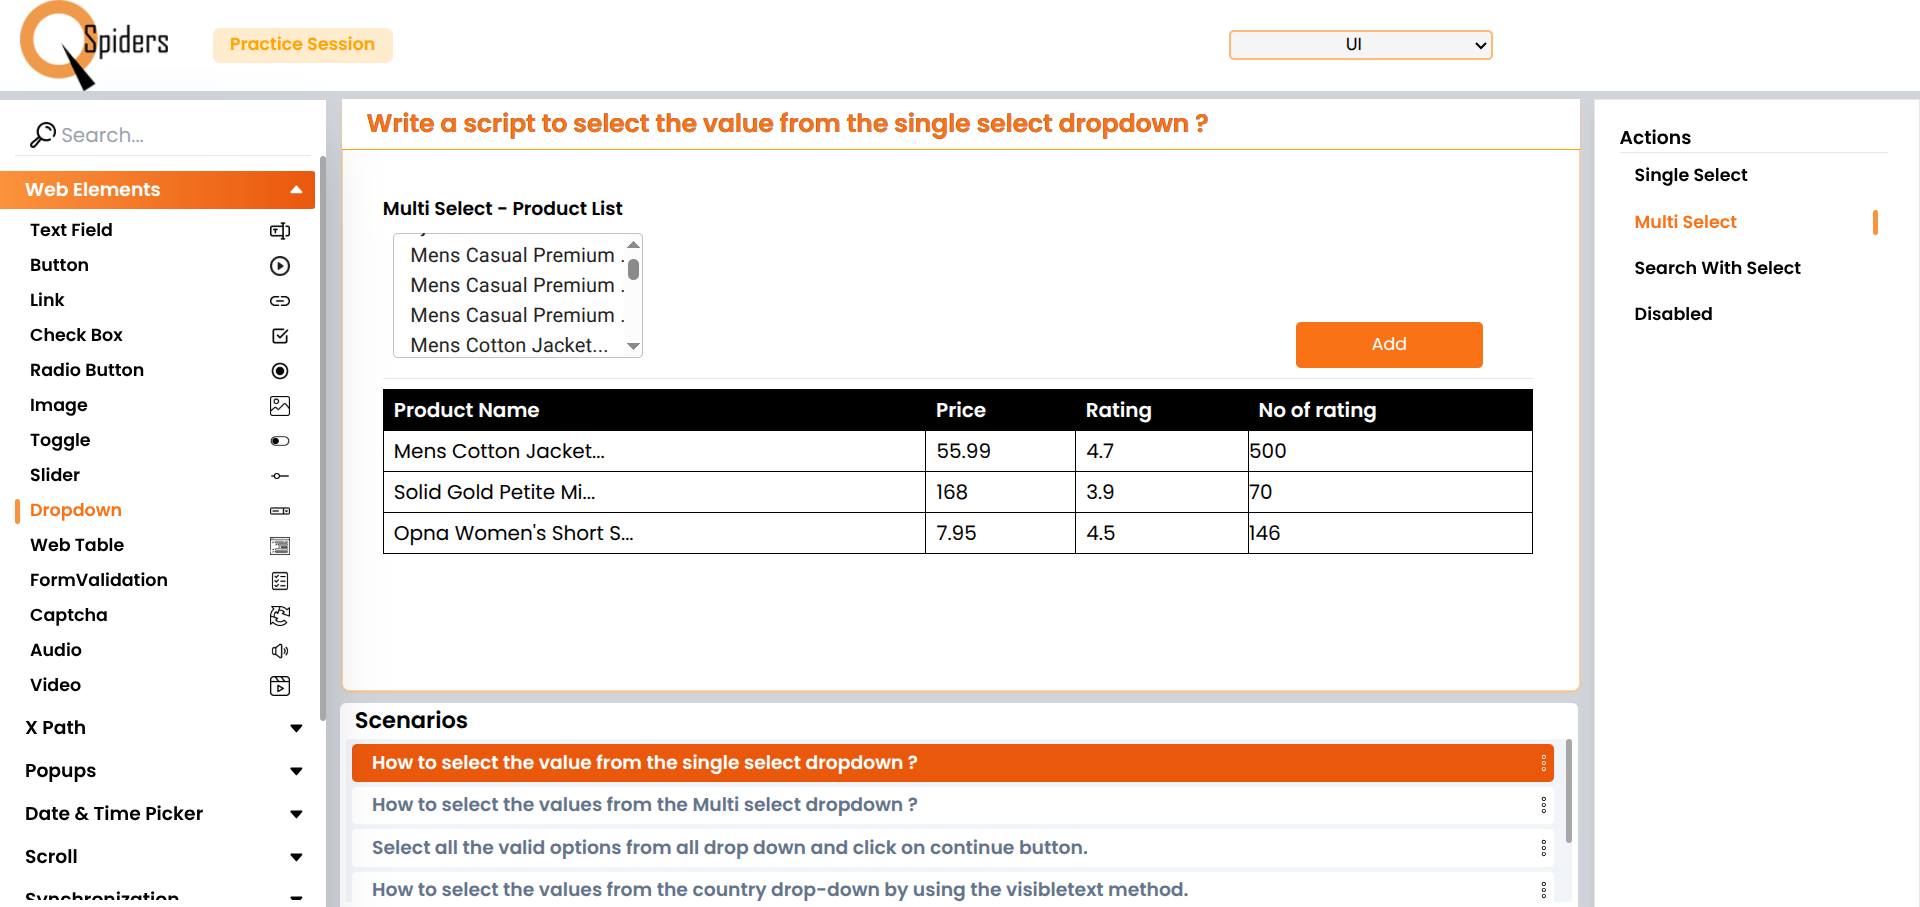 Spiders
Practice Session
UI
Search...
Web Elements
Text Field
Button
Link
Check Box
Radio Button
Image
Toggle
Slider
Dropdown
Web Table
FormValidation
Captcha
Audio
Video
X Path
Popups
Date & Time Picker
Scroll
Synchronization
Write a script to select the value from the single select dropdown ?
Multi Select - Product List
Mens Casual Premium .
Mens Casual Premium .
Mens Casual Premium .
Mens Cotton Jacket...
Add
Product Name Price Rating No of rating
Mens Cotton Jacket... 55.99 4.7 500
Solid Gold Petite Mi... 168 3.9 70
Opna Women's Short S... 7.95 4.5 146
Scenarios
How to select the value from the single select dropdown ?
How to select the values from the Multi select dropdown ?
Select all the valid options from all drop down and click on continue button.
How to select the values from the country drop-down by using the visibletext method.
Actions
Single Select
Multi Select
Search With Select
Disabled